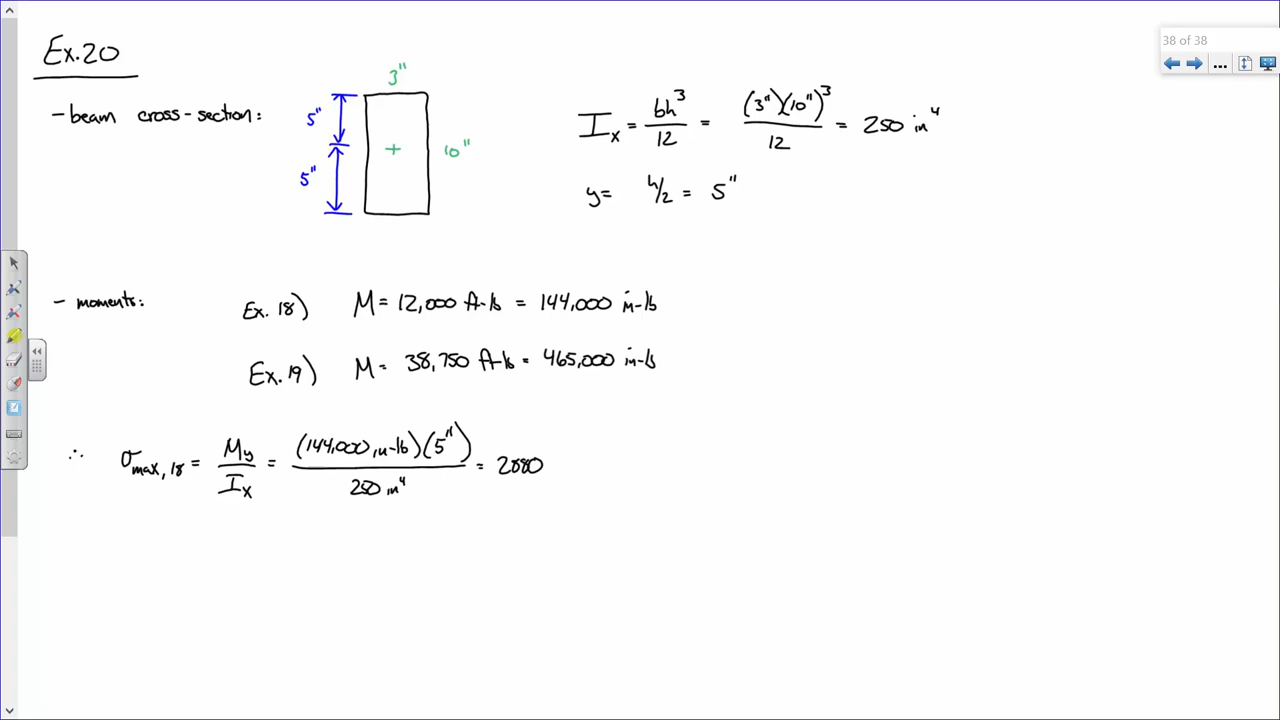 38 of 38
Ex.20
- beam cross-section:
3"
5"
5"
10"
Iₓ = bh³/12 = (3")(10")³/12 = 250 in⁴
y = h/2 = 5"
- moments:
Ex. 18) M = 12,000 ft-lb = 144,000 in-lb
Ex. 19) M = 38,750 ft-lb = 465,000 in-lb
∴ σmax, 18 = My/Iₓ = (144,000 in-lb)(5")/250 in⁴ = 2880